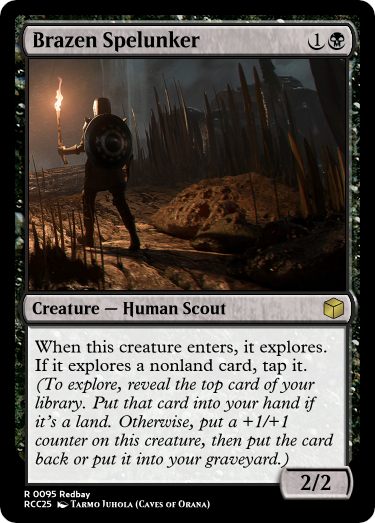 Brazen Spelunker 1
Creature — Human Scout
When this creature enters, it explores.
If it explores a nonland card, tap it.
(To explore, reveal the top card of your
library. Put that card into your hand if
it's a land. Otherwise, put a +1/+1
counter on this creature, then put the card
back or put it into your graveyard.)
2/2
R 0095 Redbay
RCC25 Tarmo Juhola (Caves of Orana)